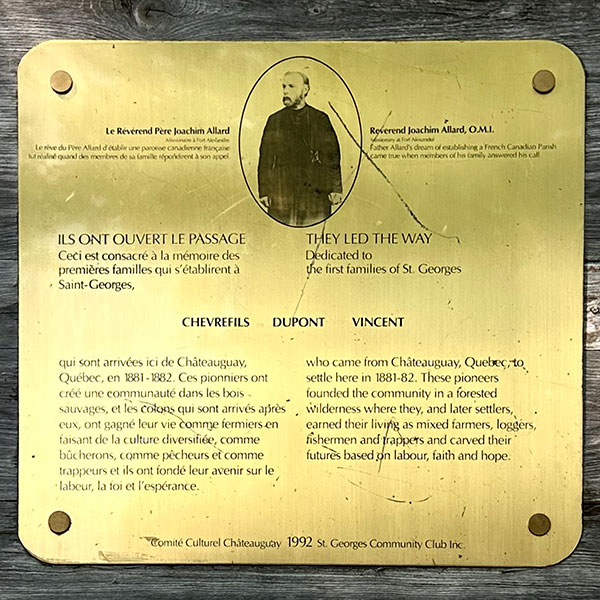 Le Révérend Père Joachim Allard
Missionaire à Fort Alexandre
Le rêve du Père Allard d'établir une paroisse canadienne française
fut réalisé quand des membres de sa famille répondirent à son appel
Reverend Joachim Allard, O.M.I.
Missionary at Fort Alexander
Father Allard's dream of establishing a French Canadian Parish
came true when members of his family answered his call
ILS ONT OUVERT LE PASSAGE
Ceci est consacré à la mémoire des
premières familles qui s'établirent à
Saint-Georges,
THEY LED THE WAY
Dedicated to
the first families of St. Georges
CHEVREFILS DUPONT VINCENT
qui sont arrivées ici de Châteauguay,
Québec, en 1881-1882. Ces pionniers ont
créé une communauté dans les bois
sauvages, et les colons qui sont arrivés après
eux, ont gagné leur vie comme fermiers en
faisant de la culture diversifiée, comme
bûcherons, comme pêcheurs et comme
trappeurs et ils ont fondé leur avenir sur le
labeur, la foi et l'espérance.
who came from Châteauguay, Quebec, to
settle here in 1881-82. These pioneers
founded the community in a forested
wilderness where they, and later settlers,
earned their living as mixed farmers, loggers,
fishermen and trappers and carved their
futures based on labour, faith and hope.
Comité Culturel Châteauguay 1992 St. Georges Community Club Inc.